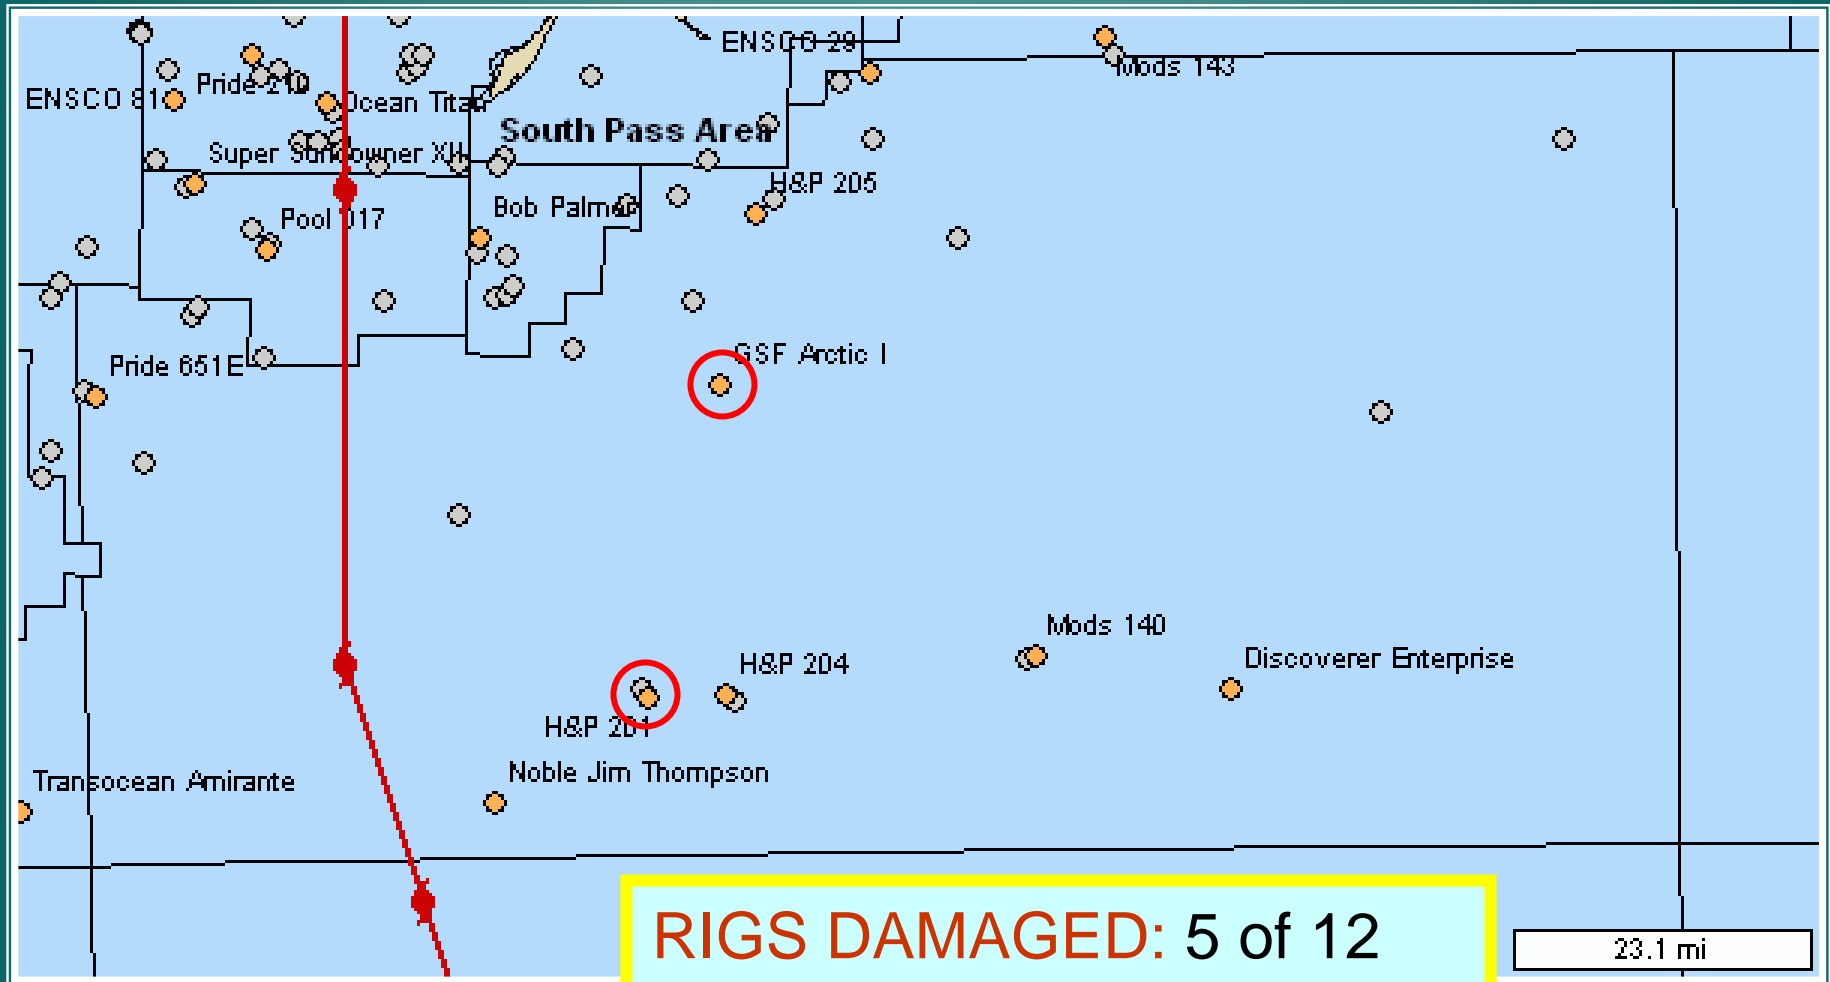 ENSCO 29
Mods 143
Pride 210
ENSCO 81
Ocean Titan
South Pass Area
Super Sundowner XII
H&P 205
Bob Palmer
Pool 917
GSF Arctic I
Pride 651E
Mods 140
H&P 204
Discoverer Enterprise
H&P 201
Noble Jim Thompson
Transocean Amirante
RIGS DAMAGED: 5 of 12
23.1 mi